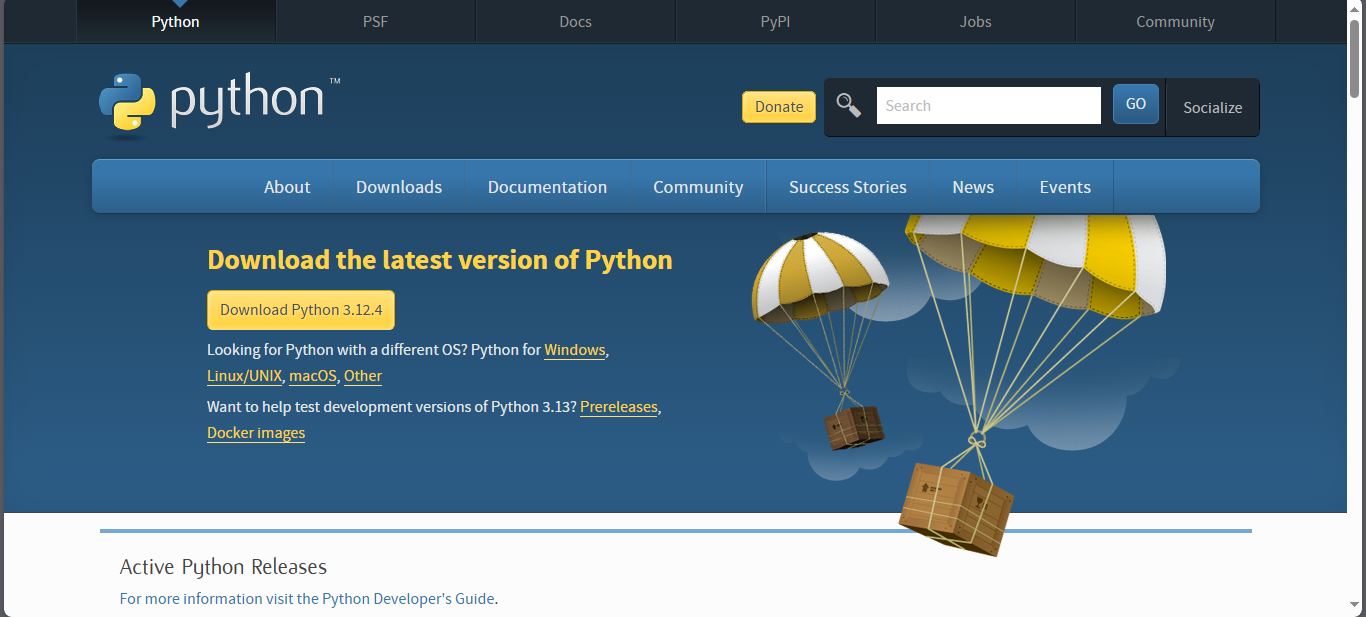 Python PSF Docs PyPI Jobs Community
python™
Donate Search GO Socialize
About Downloads Documentation Community Success Stories News Events
Download the latest version of Python
Download Python 3.12.4
Looking for Python with a different OS? Python for Windows,
Linux/UNIX, macOS, Other
Want to help test development versions of Python 3.13? Prereleases,
Docker images
Active Python Releases
For more information visit the Python Developer's Guide.